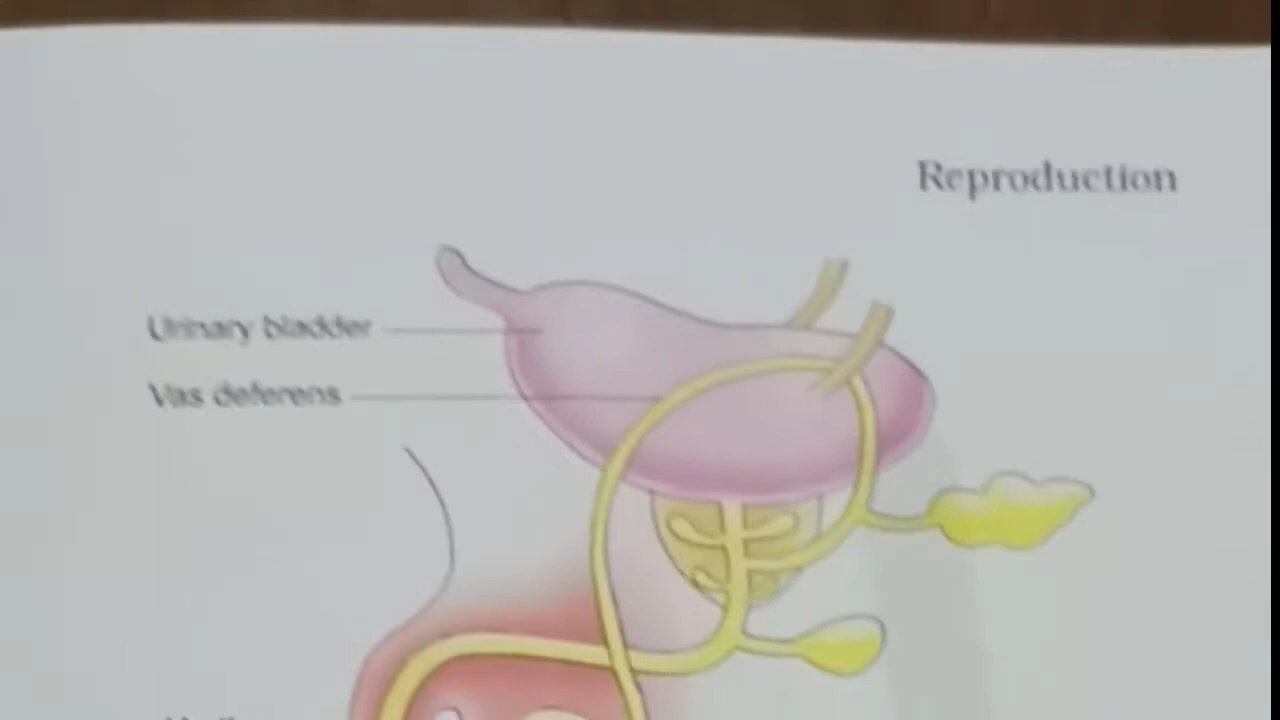 Reproduction
Urinary bladder
Vas deferens